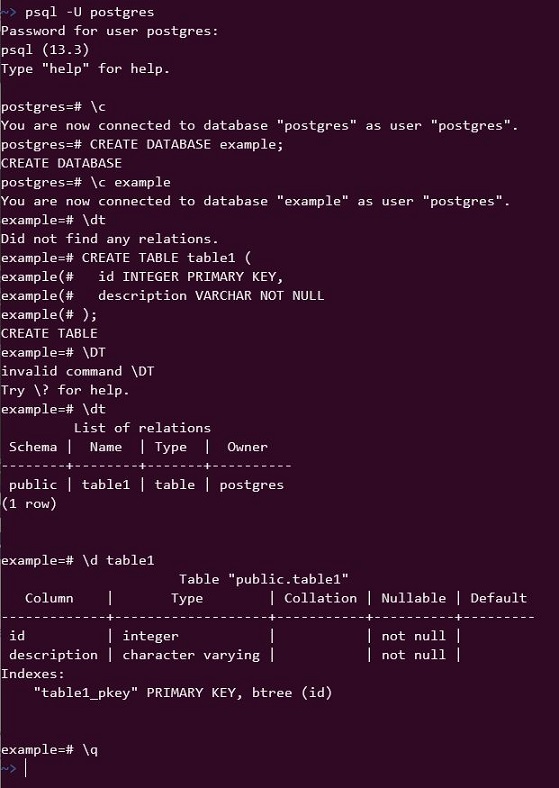 ~> psql -U postgres
Password for user postgres:
psql (13.3)
Type "help" for help.

postgres=# \c
You are now connected to database "postgres" as user "postgres".
postgres=# CREATE DATABASE example;
CREATE DATABASE
postgres=# \c example
You are now connected to database "example" as user "postgres".
example=# \dt
Did not find any relations.
example=# CREATE TABLE table1 (
example(#   id INTEGER PRIMARY KEY,
example(#   description VARCHAR NOT NULL
example(# );
CREATE TABLE
example=# \DT
invalid command \DT
Try \? for help.
example=# \dt
         List of relations
 Schema |  Name  | Type  |  Owner
--------+--------+-------+----------
 public | table1 | table | postgres
(1 row)

example=# \d table1
                      Table "public.table1"
   Column    |       Type        | Collation | Nullable | Default
-------------+-------------------+-----------+----------+---------
 id          | integer           |           | not null |
 description | character varying |           | not null |
Indexes:
    "table1_pkey" PRIMARY KEY, btree (id)

example=# \q
~>